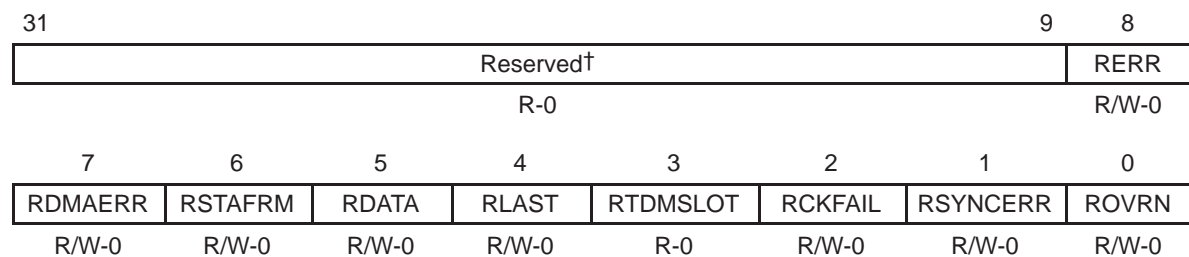 31 9 8
Reserved† RERR
R-0 R/W-0
7 6 5 4 3 2 1 0
RDMAERR RSTAFRM RDATA RLAST RTDMSLOT RCKFAIL RSYNCERR ROVRN
R/W-0 R/W-0 R/W-0 R/W-0 R-0 R/W-0 R/W-0 R/W-0